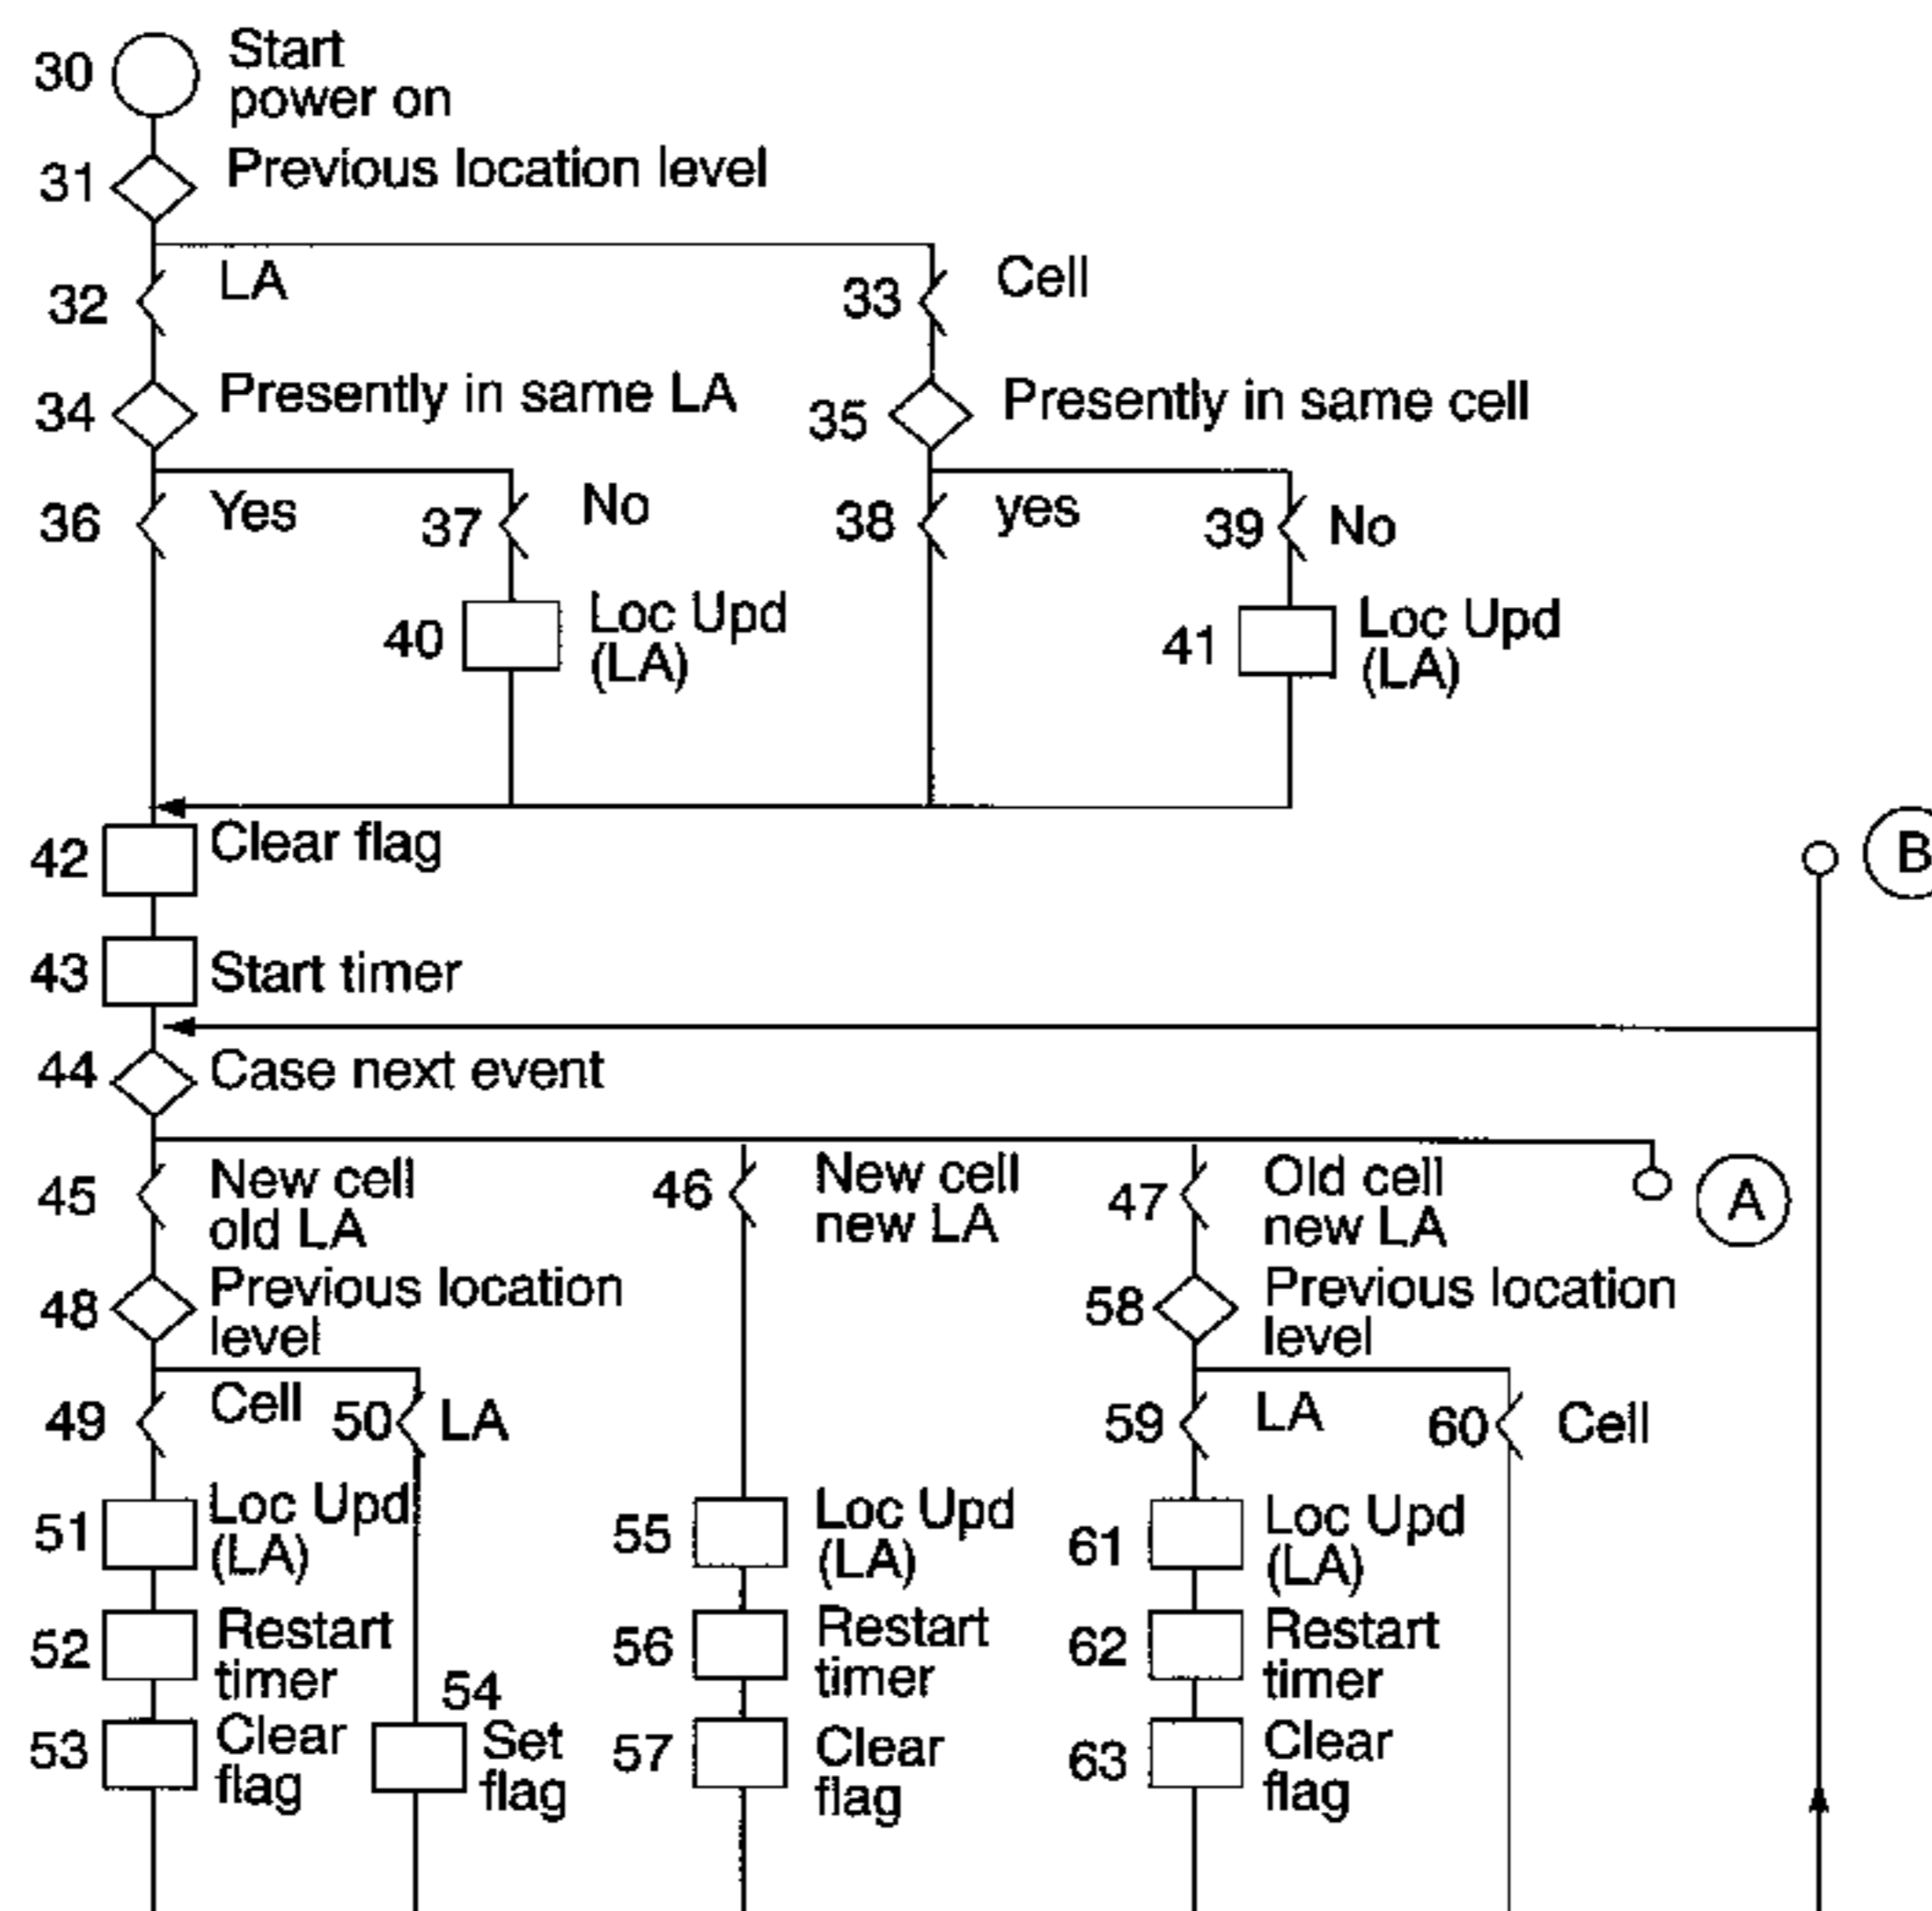 30 Start
power on
31 Previous location level
32 LA
33 Cell
34 Presently in same LA
35 Presently in same cell
36 Yes
37 No
38 yes
39 No
40 Loc Upd
(LA)
41 Loc Upd
(LA)
42 Clear flag
B
43 Start timer
44 Case next event
45 New cell
old LA
46 New cell
new LA
47 Old cell
new LA
A
48 Previous location
level
58 Previous location
level
49 Cell
50 LA
59 LA
60 Cell
51 Loc Upd
(LA)
55 Loc Upd
(LA)
61 Loc Upd
(LA)
52 Restart
timer
56 Restart
timer
62 Restart
timer
53 Clear
flag
54 Set
flag
57 Clear
flag
63 Clear
flag